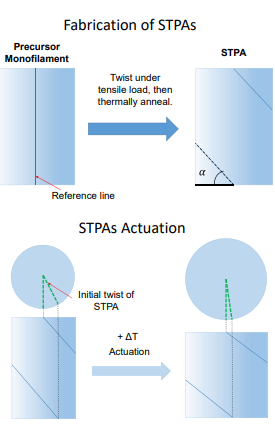 Fabrication of STPAs
Precursor
Monofilament
STPA
Twist under
tensile load, then
thermally anneal.
α
Reference line
STPAs Actuation
Initial twist of
STPA
+ ΔT
Actuation